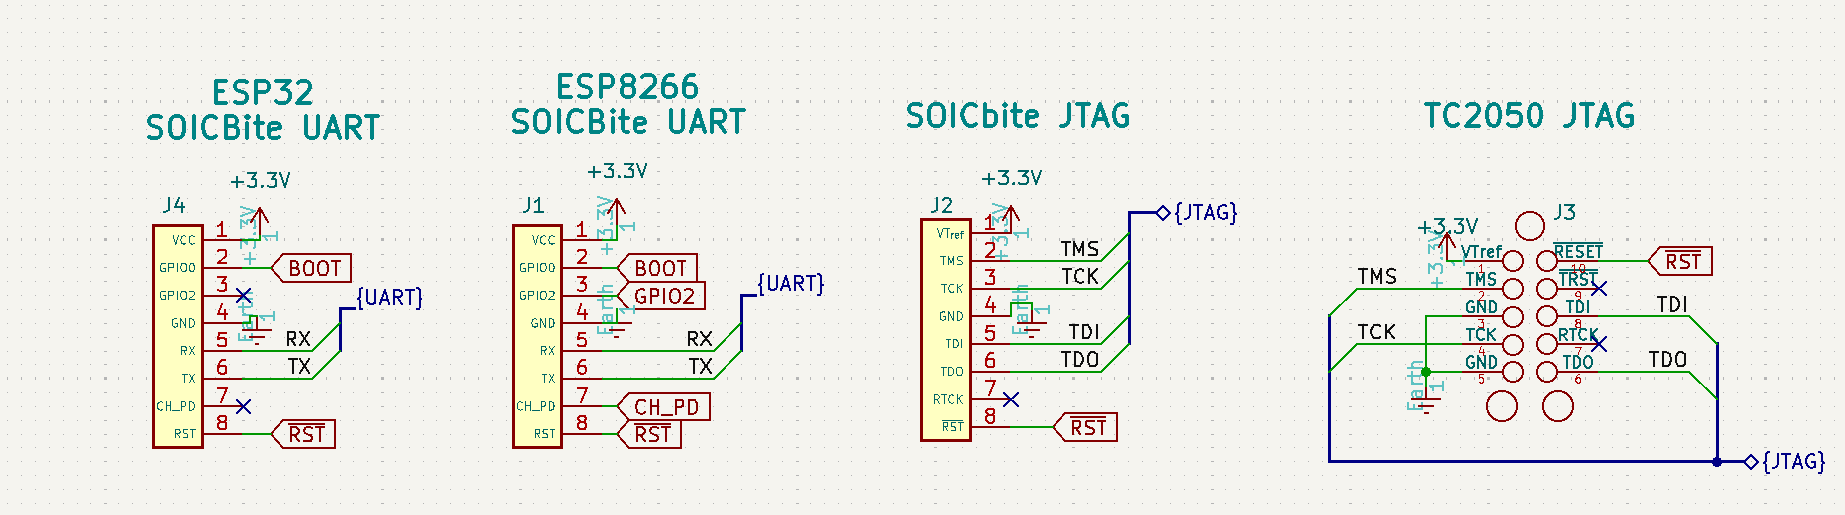 ESP32
SOICBite UART
+3.3V
J4
+3.3V
1
VCC
1
GPIO0
2
BOOT
GPIO2
3
GND
4
Earth
1
RX
5
RX
TX
6
TX
CH_PD
7
RST
8
RST
{UART}
ESP8266
SOICBite UART
+3.3V
J1
+3.3V
1
VCC
1
GPIO0
2
BOOT
GPIO2
3
GPIO2
GND
4
Earth
1
RX
5
RX
TX
6
TX
CH_PD
7
CH_PD
RST
8
RST
{UART}
SOICbite JTAG
+3.3V
J2
+3.3V
1
VTref
1
TMS
2
TMS
TCK
3
TCK
GND
4
Earth
1
TDI
5
TDI
TDO
6
TDO
RTCK
7
RST
8
RST
{JTAG}
TC2050 JTAG
J3
+3.3V
+3.3V
1
VTref
1
RESET
10
RST
TMS
TMS
2
TRST
9
GND
3
TDI
8
TDI
TCK
TCK
4
RTCK
7
GND
5
TDO
6
TDO
Earth
1
{JTAG}